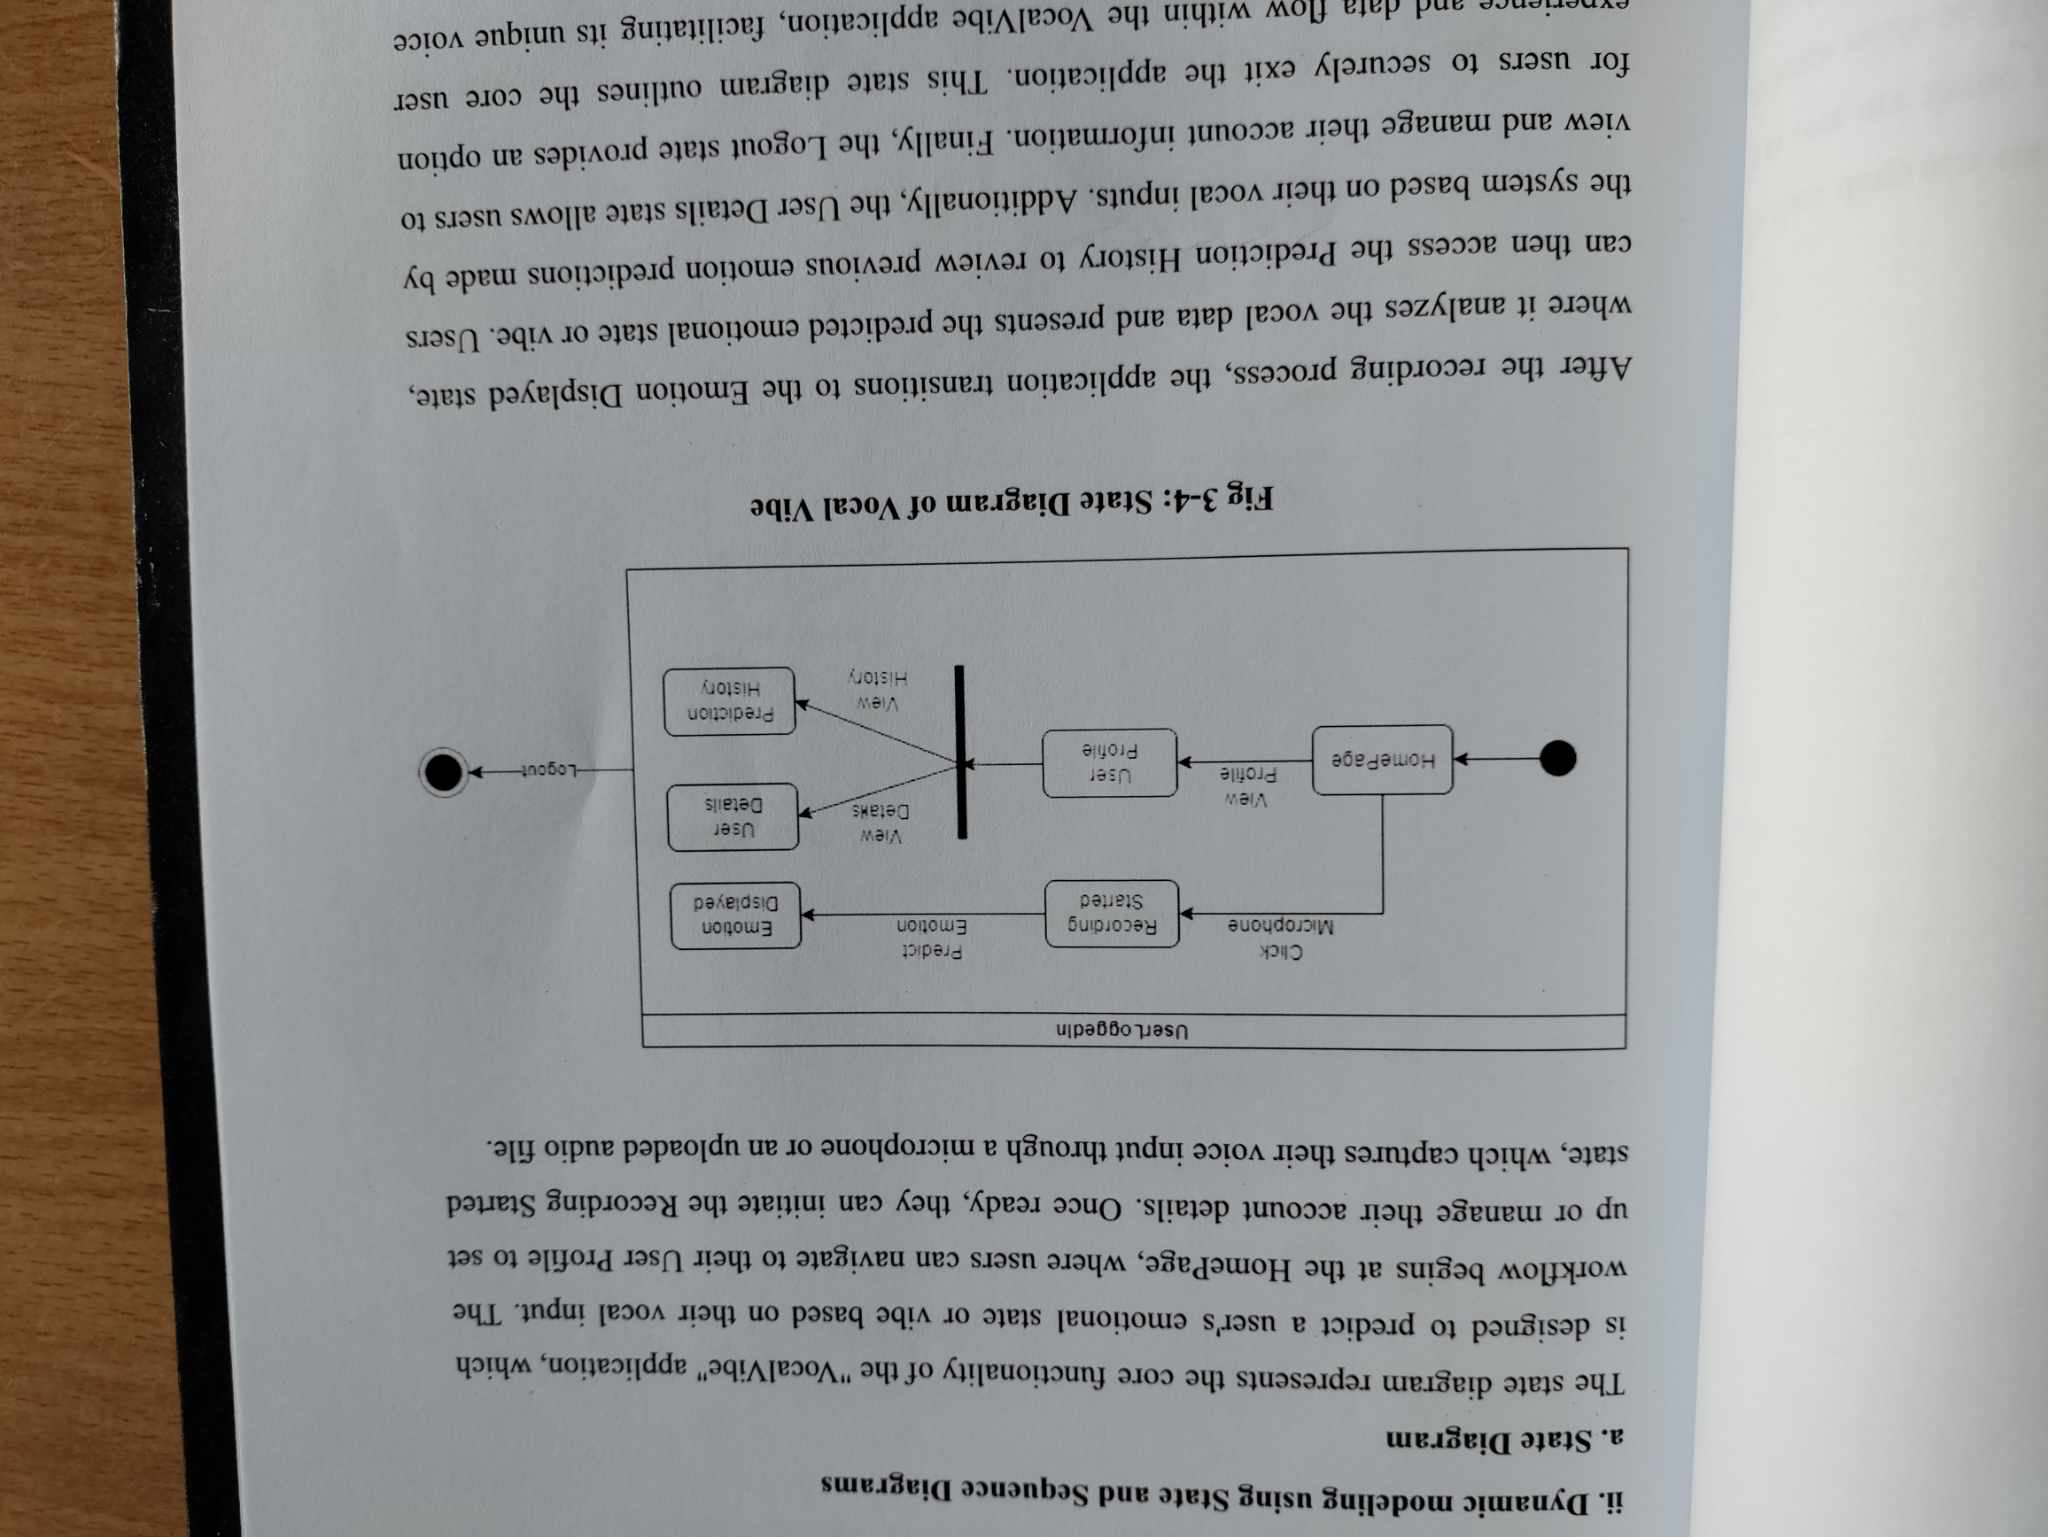 ii. Dynamic modeling using State and Sequence Diagrams
a. State Diagram
The state diagram represents the core functionality of the "VocalVibe" application, which
is designed to predict a user's emotional state or vibe based on their vocal input. The
workflow begins at the HomePage, where users can navigate to their User Profile to set
up or manage their account details. Once ready, they can initiate the Recording Started
state, which captures their voice input through a microphone or an uploaded audio file.
UserLoggedIn
Click
Microphone
Recording
Started
Predict
Emotion
Emotion
Displayed
HomePage
View
Profile
User
Profile
View
Details
User
Details
View
History
Prediction
History
Logout
Fig 3-4: State Diagram of Vocal Vibe
After the recording process, the application transitions to the Emotion Displayed state,
where it analyzes the vocal data and presents the predicted emotional state or vibe. Users
can then access the Prediction History to review previous emotion predictions made by
the system based on their vocal inputs. Additionally, the User Details state allows users to
view and manage their account information. Finally, the Logout state provides an option
for users to securely exit the application. This state diagram outlines the core user
experience and data flow within the VocalVibe application, facilitating its unique voice